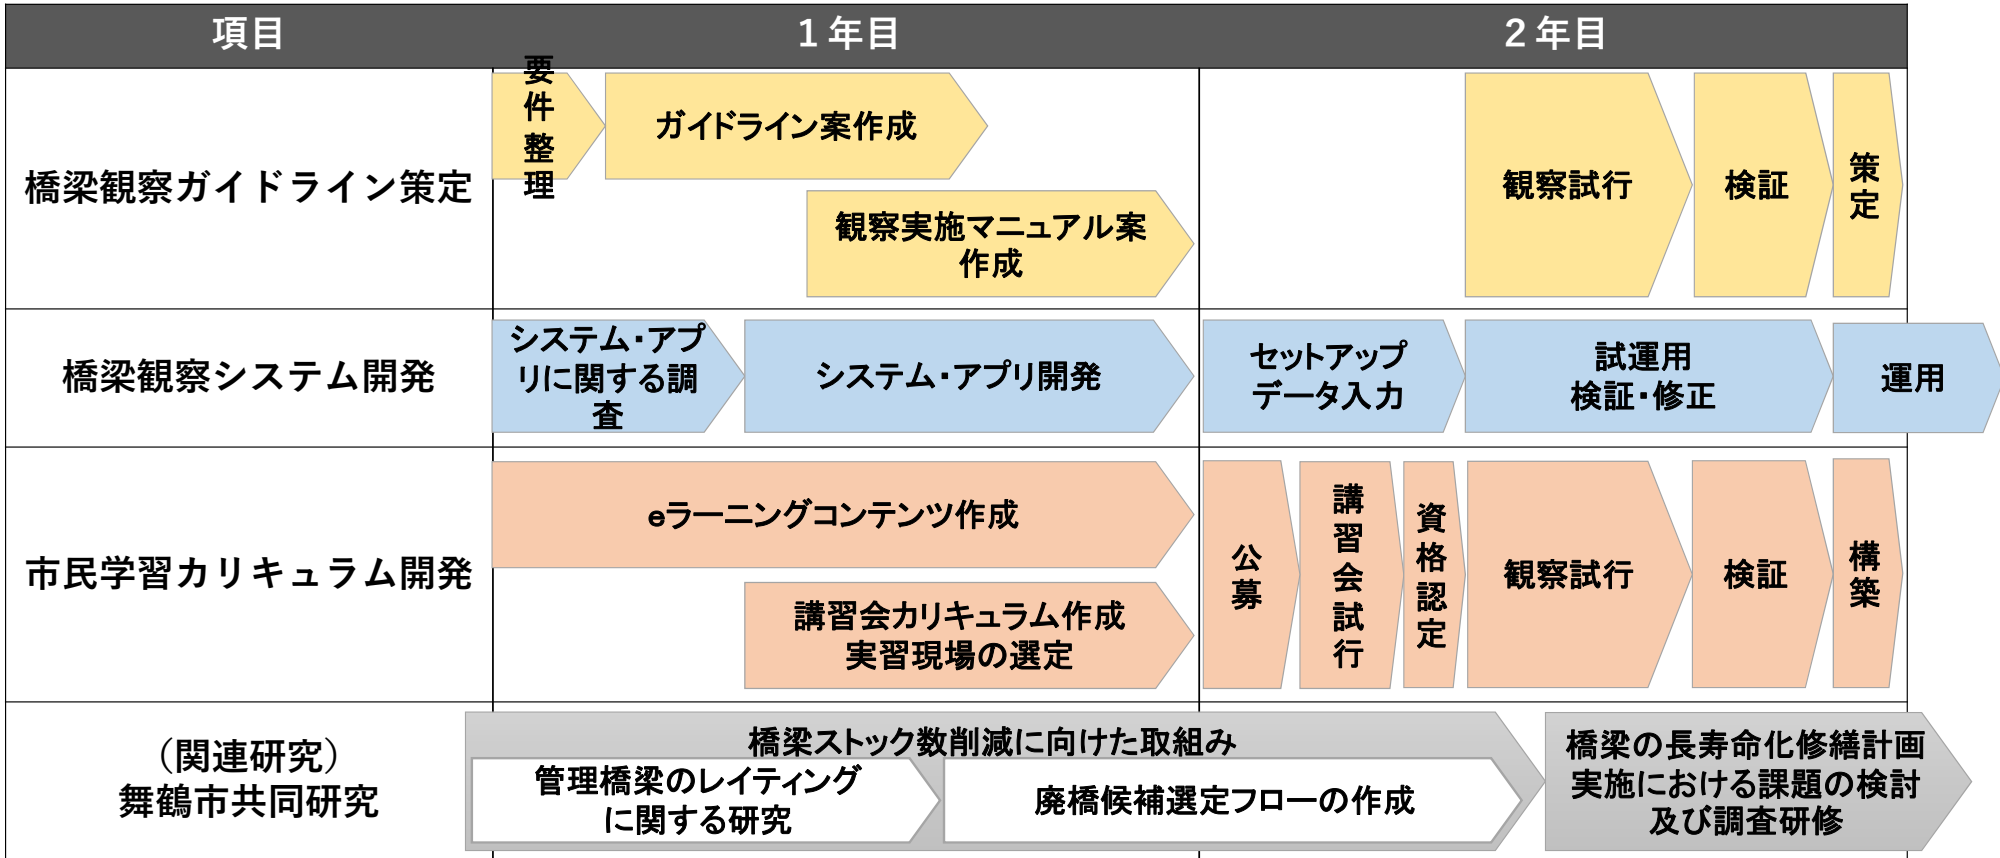 項目
1年目
2年目
橋梁観察ガイドライン策定
要件整理
ガイドライン案作成
観察実施マニュアル案
作成
観察試行
検証
策定
橋梁観察システム開発
システム・アプ
リに関する調
査
システム・アプリ開発
セットアップ
データ入力
試運用
検証・修正
運用
市民学習カリキュラム開発
eラーニングコンテンツ作成
講習会カリキュラム作成
実習現場の選定
公募
講習会試行
資格認定
観察試行
検証
構築
（関連研究）
舞鶴市共同研究
橋梁ストック数削減に向けた取組み
管理橋梁のレイティング
に関する研究
廃橋候補選定フローの作成
橋梁の長寿命化修繕計画
実施における課題の検討
及び調査研修